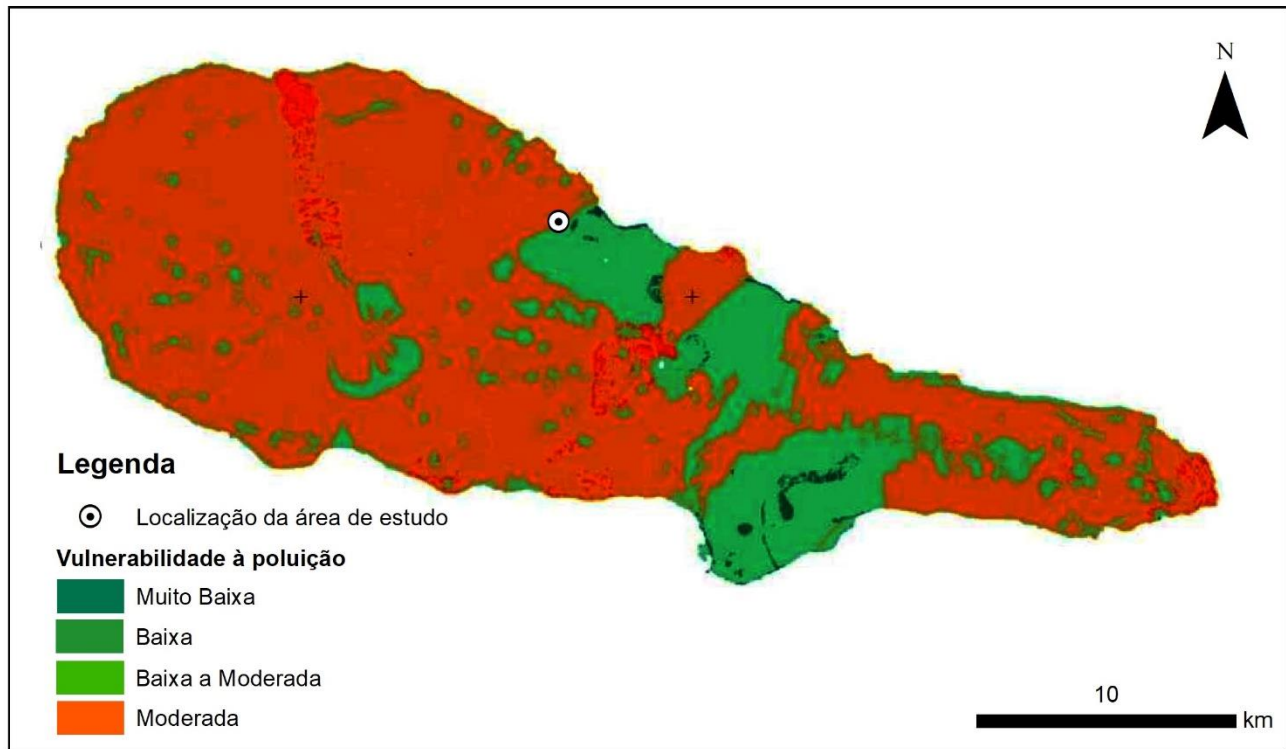 N
Legenda
Localização da área de estudo
Vulnerabilidade à poluição
Muito Baixa
Baixa
Baixa a Moderada
Moderada
10
km